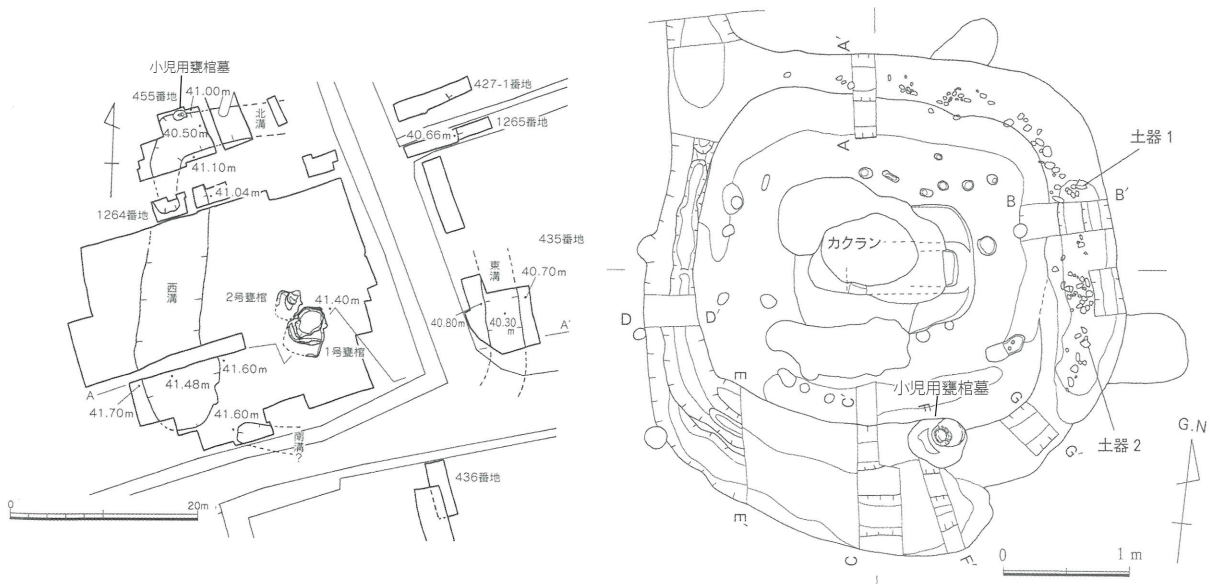 小児用甕棺墓
455番地
41.00m
北溝
40.50m
41.10m
41.04m
1264番地
427-1番地
40.66m
1265番地
435番地
東溝
40.70m
40.80m
40.30m
A'
西溝
2号甕棺
41.40m
1号甕棺
41.60m
41.48m
A
41.70m
41.60m
南溝?
436番地
0
20m
A'
A
土器1
B
B'
カクラン
D
D'
E
C'
F
小児用甕棺墓
G
G'
土器2
E'
C
F'
G.N
0
1m